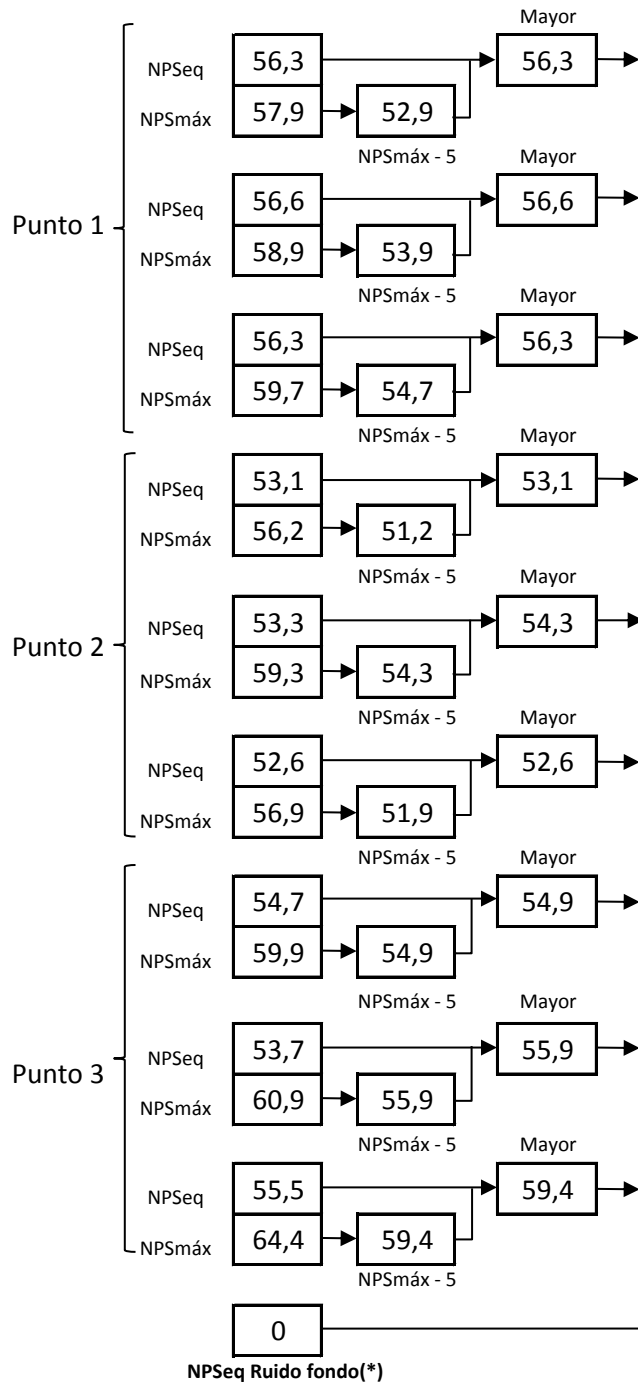 Mayor
NPSeq 56,3 56,3
NPSmáx 57,9 52,9
NPSmáx - 5
Mayor
NPSeq 56,6 56,6
Punto 1
NPSmáx 58,9 53,9
NPSmáx - 5
Mayor
NPSeq 56,3 56,3
NPSmáx 59,7 54,7
NPSmáx - 5
Mayor
NPSeq 53,1 53,1
NPSmáx 56,2 51,2
NPSmáx - 5
Mayor
NPSeq 53,3 54,3
Punto 2
NPSmáx 59,3 54,3
NPSmáx - 5
Mayor
NPSeq 52,6 52,6
NPSmáx 56,9 51,9
NPSmáx - 5
Mayor
NPSeq 54,7 54,9
NPSmáx 59,9 54,9
NPSmáx - 5
Mayor
NPSeq 53,7 55,9
Punto 3
NPSmáx 60,9 55,9
NPSmáx - 5
Mayor
NPSeq 55,5 59,4
NPSmáx 64,4 59,4
NPSmáx - 5
0
NPSeq Ruido fondo(*)